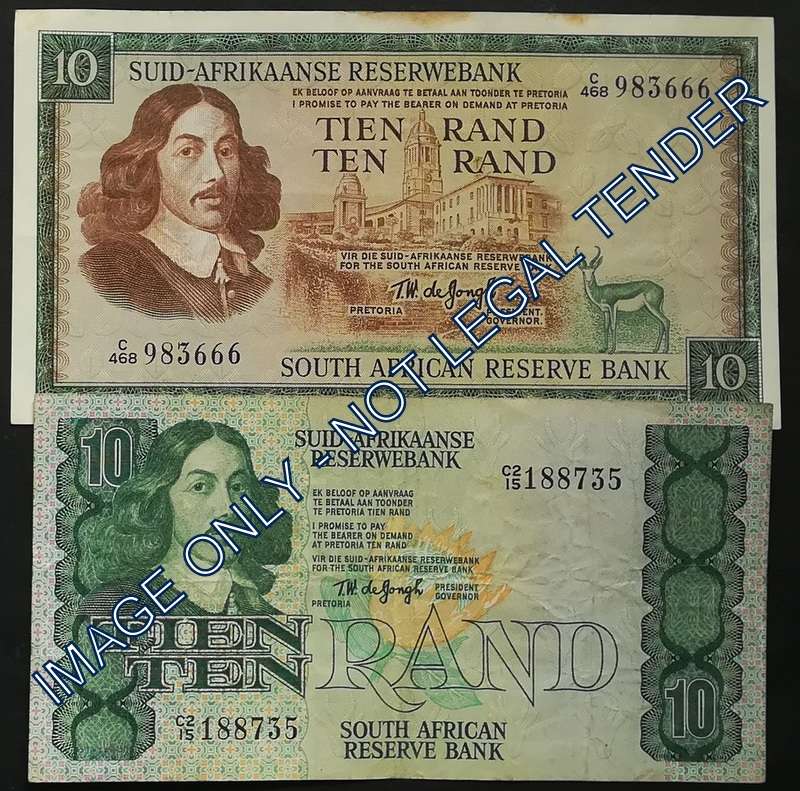 10
SUID-AFRIKAANSE RESERWEBANK
C/468 983666
EK BELOOF OP AANVRAAG TE BETAAL AAN TOONDER TE PRETORIA
I PROMISE TO PAY THE BEARER ON DEMAND AT PRETORIA
TIEN RAND
TEN RAND
VIR DIE SUID-AFRIKAANSE RESERWEBANK
FOR THE SOUTH AFRICAN RESERVE BANK
T.W. de Jongh
PRETORIA
PRESIDENT.
GOVERNOR.
C/468 983666
SOUTH AFRICAN RESERVE BANK
10
10
SUID-AFRIKAANSE
RESERWEBANK
C2/15 188735
EK BELOOF OP AANVRAAG
TE BETAAL AAN TOONDER
TE PRETORIA TIEN RAND
I PROMISE TO PAY
THE BEARER ON DEMAND
AT PRETORIA TEN RAND
VIR DIE SUID-AFRIKAANSE RESERWEBANK
FOR THE SOUTH AFRICAN RESERVE BANK
T.W. de Jongh
PRESIDENT
GOVERNOR
PRETORIA
TIEN
TEN
RAND
10
C2/15 188735
SOUTH AFRICAN
RESERVE BANK
IMAGE ONLY - NOT LEGAL TENDER